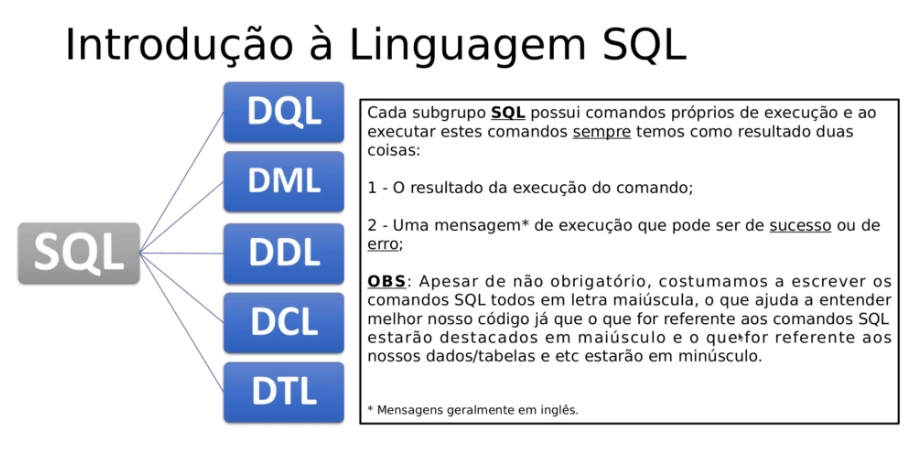 Introdução à Linguagem SQL
SQL
DQL
DML
DDL
DCL
DTL
Cada subgrupo SQL possui comandos próprios de execução e ao
executar estes comandos sempre temos como resultado duas
coisas:
1 - O resultado da execução do comando;
2 - Uma mensagem* de execução que pode ser de sucesso ou de
erro;
OBS: Apesar de não obrigatório, costumamos a escrever os
comandos SQL todos em letra maiúscula, o que ajuda a entender
melhor nosso código já que o que for referente aos comandos SQL
estarão destacados em maiúsculo e o que for referente aos
nossos dados/tabelas e etc estarão em minúsculo.
* Mensagens geralmente em inglês.